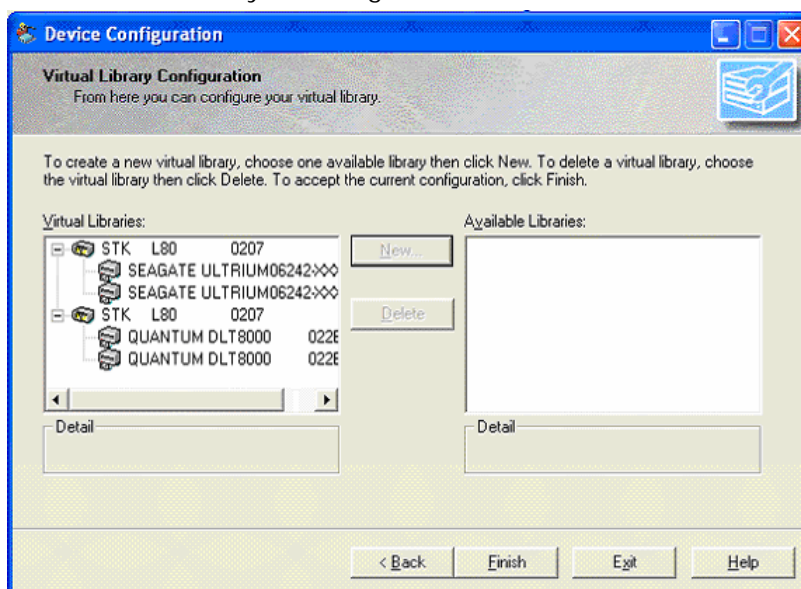 Device Configuration
Virtual Library Configuration
From here you can configure your virtual library.
To create a new virtual library, choose one available library then click New. To delete a virtual library, choose
the virtual library then click Delete. To accept the current configuration, click Finish.
Virtual Libraries:
Available Libraries:
STK L80 0207
SEAGATE ULTRIUM06242-XXX
SEAGATE ULTRIUM06242-XXX
STK L80 0207
QUANTUM DLT8000 022E
QUANTUM DLT8000 022E
New...
Delete
Detail
Detail
< Back
Finish
Exit
Help